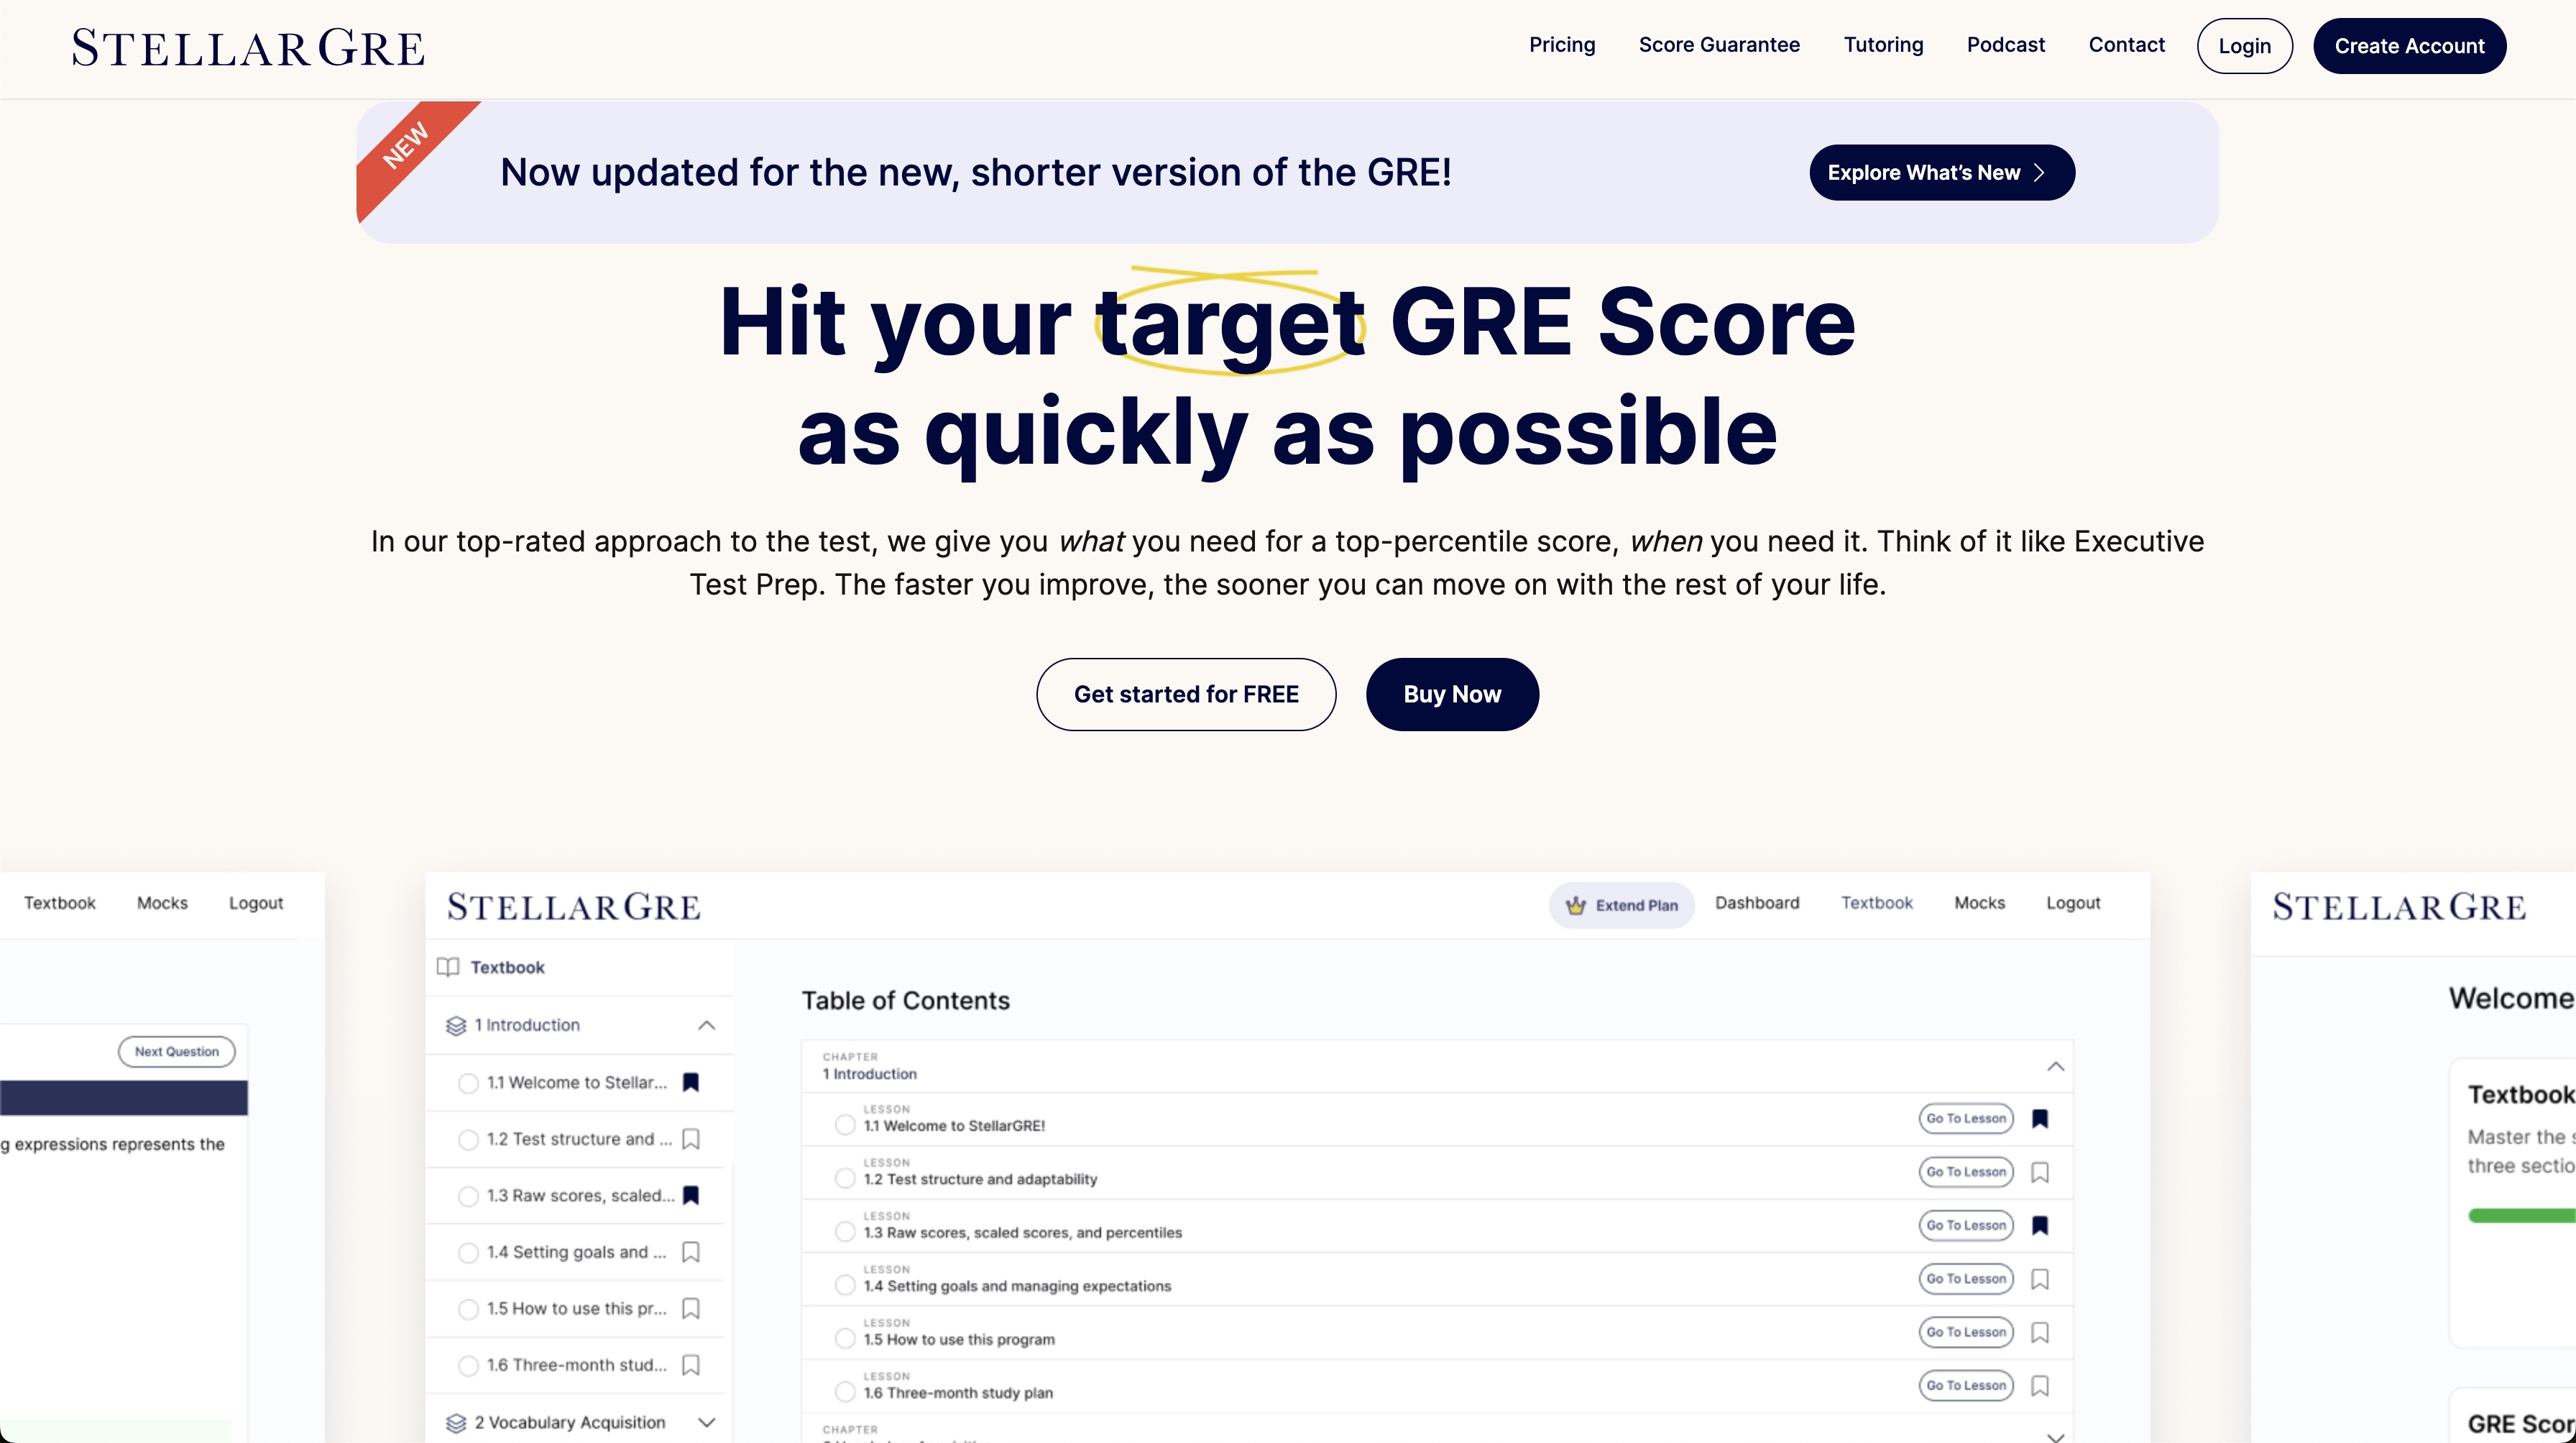 STELLARGRE
Pricing
Score Guarantee
Tutoring
Podcast
Contact
Login
Create Account
NEW
Now updated for the new, shorter version of the GRE!
Explore What's New
Hit your target GRE Score
as quickly as possible
In our top-rated approach to the test, we give you what you need for a top-percentile score, when you need it. Think of it like Executive
Test Prep. The faster you improve, the sooner you can move on with the rest of your life.
Get started for FREE
Buy Now
Textbook
Mocks
Logout
Next Question
g expressions represents the
STELLARGRE
Extend Plan
Dashboard
Textbook
Mocks
Logout
Textbook
1 Introduction
1.1 Welcome to Stellar...
1.2 Test structure and ...
1.3 Raw scores, scaled...
1.4 Setting goals and ...
1.5 How to use this pr...
1.6 Three-month stud...
2 Vocabulary Acquisition
Table of Contents
CHAPTER
1 Introduction
LESSON
1.1 Welcome to StellarGRE!
Go To Lesson
LESSON
1.2 Test structure and adaptability
Go To Lesson
LESSON
1.3 Raw scores, scaled scores, and percentiles
Go To Lesson
LESSON
1.4 Setting goals and managing expectations
Go To Lesson
LESSON
1.5 How to use this program
Go To Lesson
LESSON
1.6 Three-month study plan
Go To Lesson
CHAPTER
STELLARGRE
Welcome
Textbook
Master the s
three sectio
GRE Scor